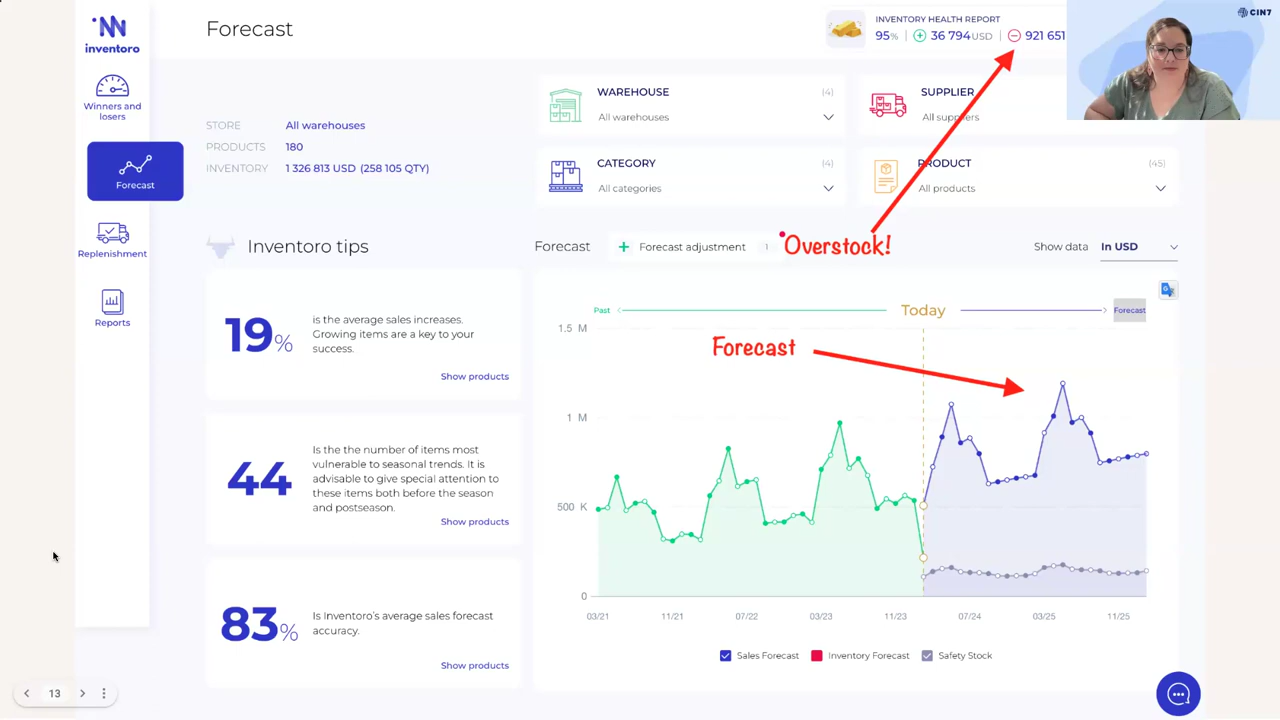 CIN7
inventoro
Forecast
INVENTORY HEALTH REPORT
95% | 36 794 USD | 921 651
Winners and
losers
Forecast
Replenishment
Reports
STORE All warehouses
PRODUCTS 180
INVENTORY 1 326 813 USD (258 105 QTY)
WAREHOUSE (4)
All warehouses
SUPPLIER
All suppliers
CATEGORY (4)
All categories
PRODUCT (45)
All products
Inventoro tips
Forecast
+ Forecast adjustment 1
Overstock!
Show data In USD
19%
is the average sales increases.
Growing items are a key to your
success.
Show products
44
Is the the number of items most
vulnerable to seasonal trends. It is
advisable to give special attention to
these items both before the season
and postseason.
Show products
83%
Is Inventoro's average sales forecast
accuracy.
Show products
Past
Today
Forecast
Forecast
1.5 M
1 M
500 K
0
03/21 11/21 07/22 03/23 11/23 07/24 03/25 11/25
Sales Forecast Inventory Forecast Safety Stock
13